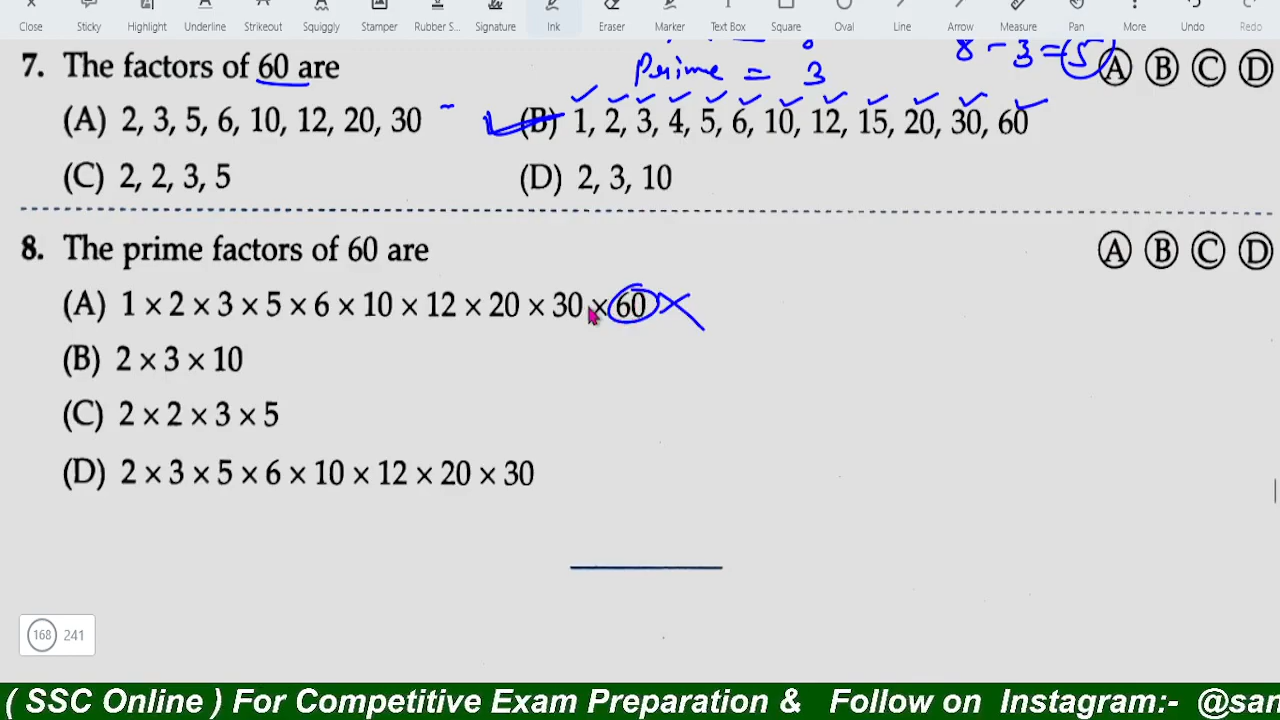 Close Sticky Highlight Underline Strikeout Squiggly Stamper Rubber S... Signature Ink Eraser Marker Text Box Square Oval Line Arrow Measure Pan More Undo Redo
8 - 3 = 5
Prime = 3
7. The factors of 60 are A B C D
(A) 2, 3, 5, 6, 10, 12, 20, 30 (B) 1, 2, 3, 4, 5, 6, 10, 12, 15, 20, 30, 60
(C) 2, 2, 3, 5 (D) 2, 3, 10
8. The prime factors of 60 are A B C D
(A) 1 × 2 × 3 × 5 × 6 × 10 × 12 × 20 × 30 × 60
(B) 2 × 3 × 10
(C) 2 × 2 × 3 × 5
(D) 2 × 3 × 5 × 6 × 10 × 12 × 20 × 30
168 241
( SSC Online ) For Competitive Exam Preparation & Follow on Instagram:- @san